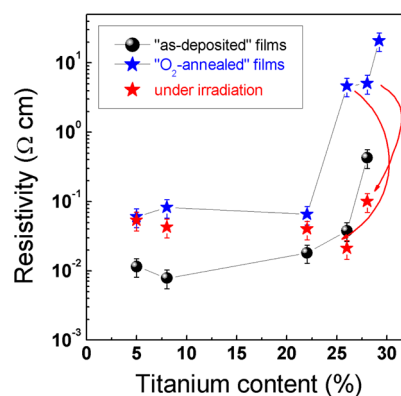 "as-deposited" films
"O₂-annealed" films
under irradiation
Resistivity (Ω cm)
10²
10¹
10⁰
10⁻¹
10⁻²
10⁻³
0 5 10 15 20 25 30
Titanium content (%)